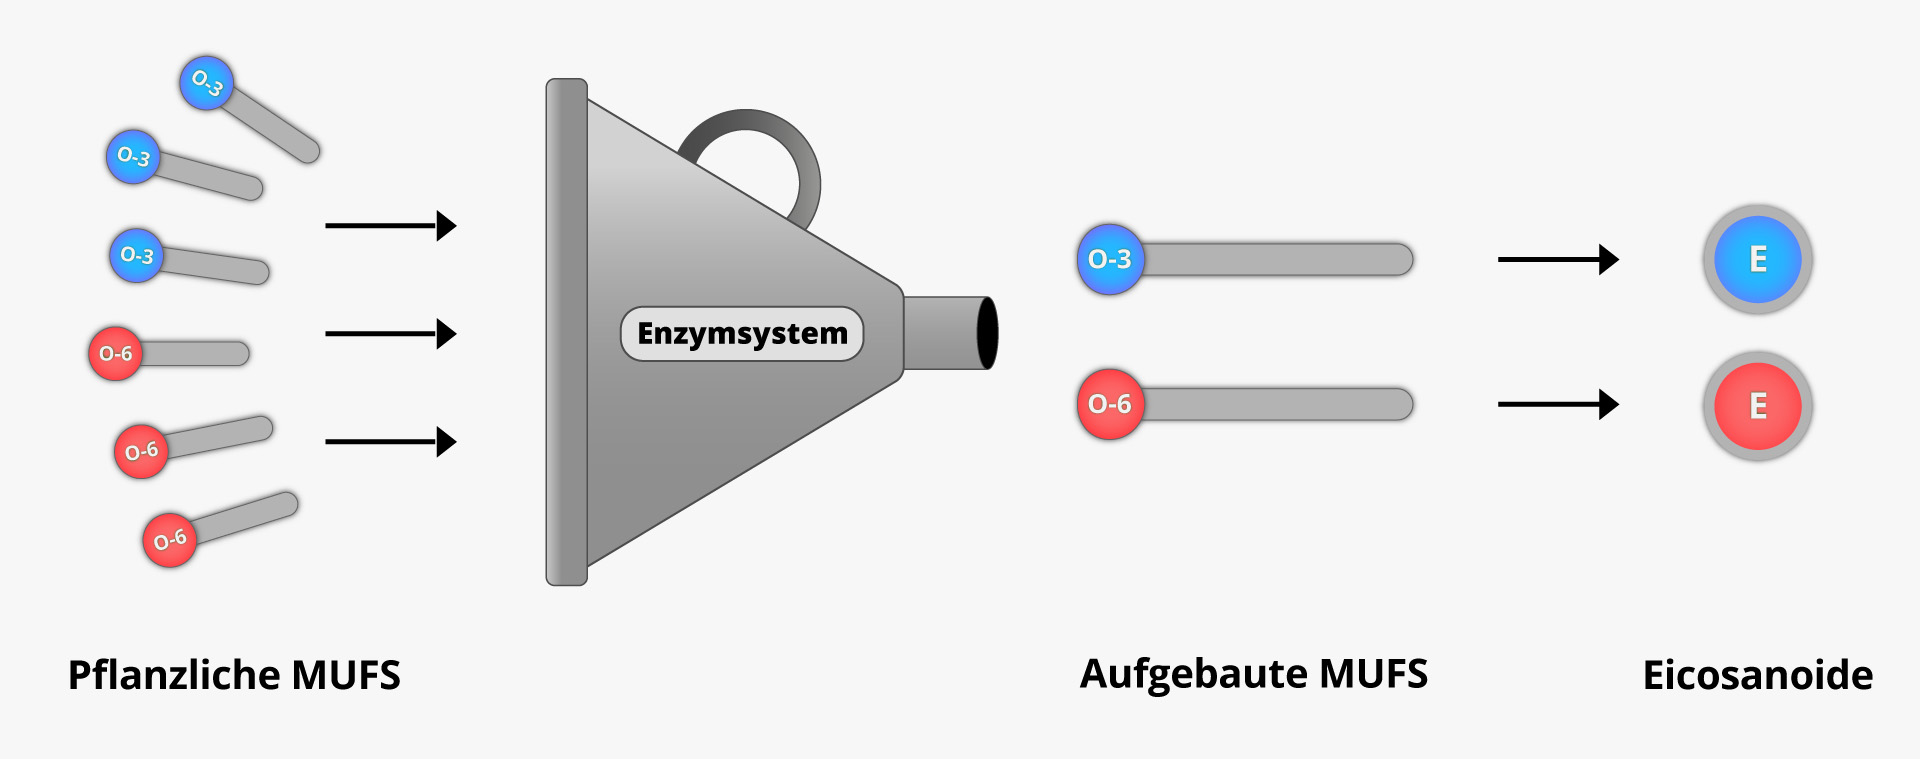 O-3
O-3
O-3
O-6
O-6
O-6
Enzymsystem
O-3
O-6
E
E
Pflanzliche MUFS
Aufgebaute MUFS
Eicosanoide